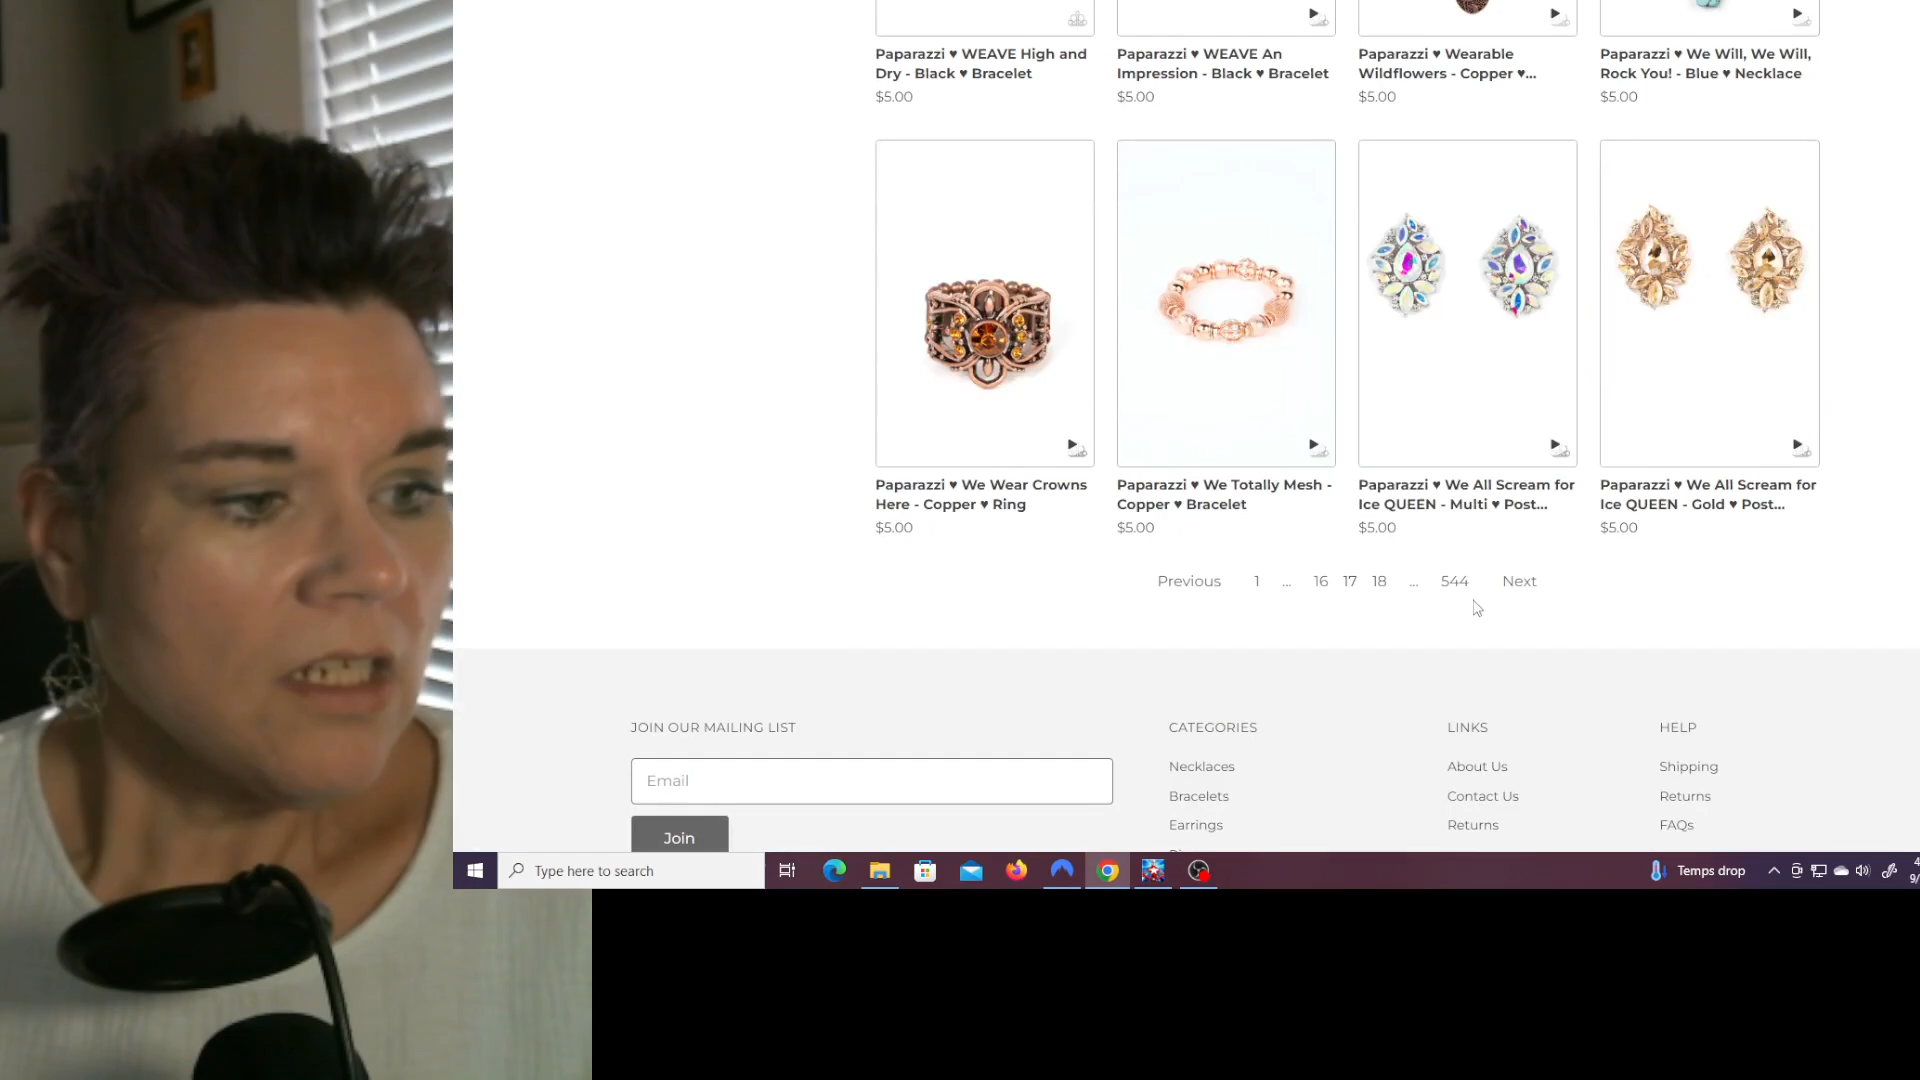 Paparazzi ♥ WEAVE High and
Dry - Black ♥ Bracelet
$5.00
Paparazzi ♥ WEAVE An
Impression - Black ♥ Bracelet
$5.00
Paparazzi ♥ Wearable
Wildflowers - Copper ♥...
$5.00
Paparazzi ♥ We Will, We Will,
Rock You! - Blue ♥ Necklace
$5.00
Paparazzi ♥ We Wear Crowns
Here - Copper ♥ Ring
$5.00
Paparazzi ♥ We Totally Mesh -
Copper ♥ Bracelet
$5.00
Paparazzi ♥ We All Scream for
Ice QUEEN - Multi ♥ Post...
$5.00
Paparazzi ♥ We All Scream for
Ice QUEEN - Gold ♥ Post...
$5.00
Previous 1 ... 16 17 18 ... 544 Next
JOIN OUR MAILING LIST
Email
Join
CATEGORIES
Necklaces
Bracelets
Earrings
LINKS
About Us
Contact Us
Returns
HELP
Shipping
Returns
FAQs
Type here to search
Temps drop